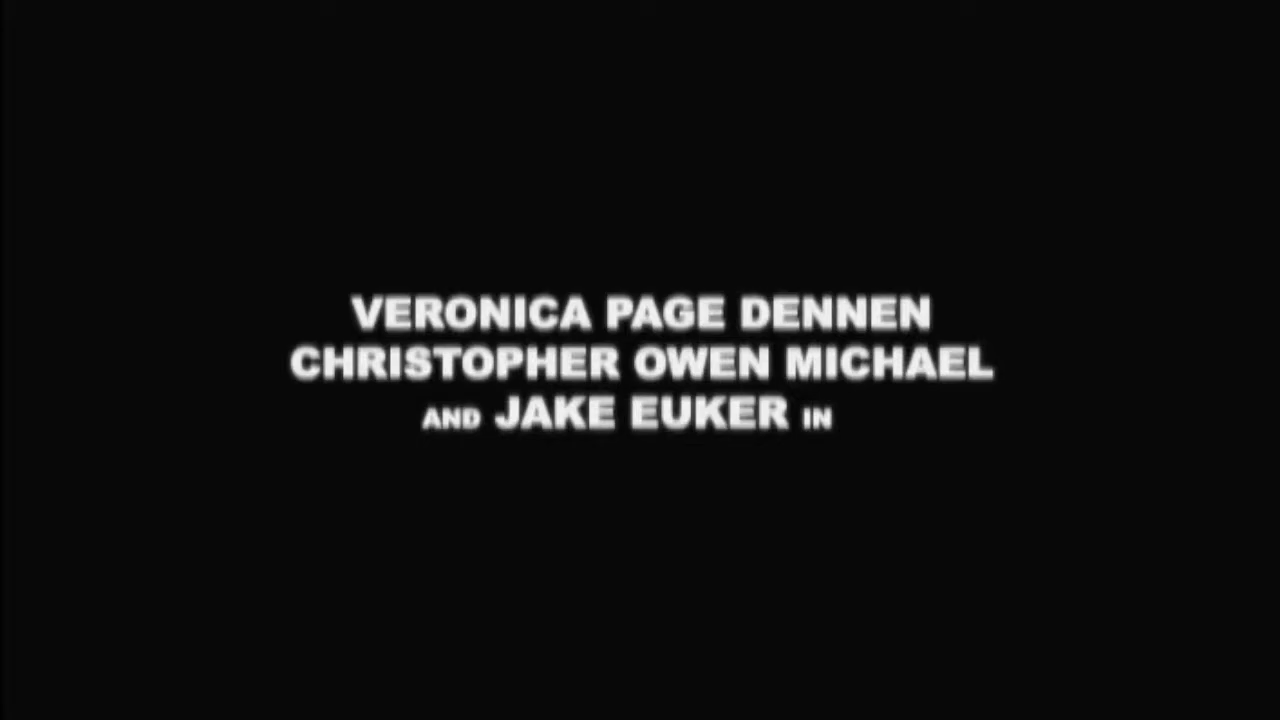 VERONICA PAGE DENNEN
CHRISTOPHER OWEN MICHAEL
AND JAKE EUKER IN